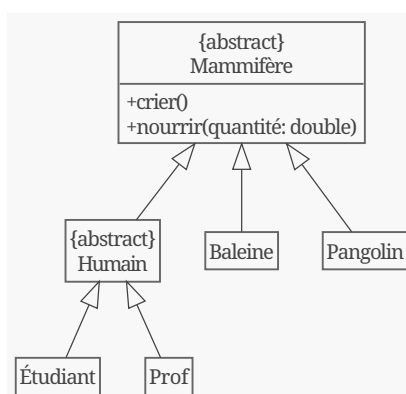 {abstract}
Mammifère
+crier()
+nourrir(quantité: double)
{abstract}
Humain
Baleine
Pangolin
Étudiant
Prof